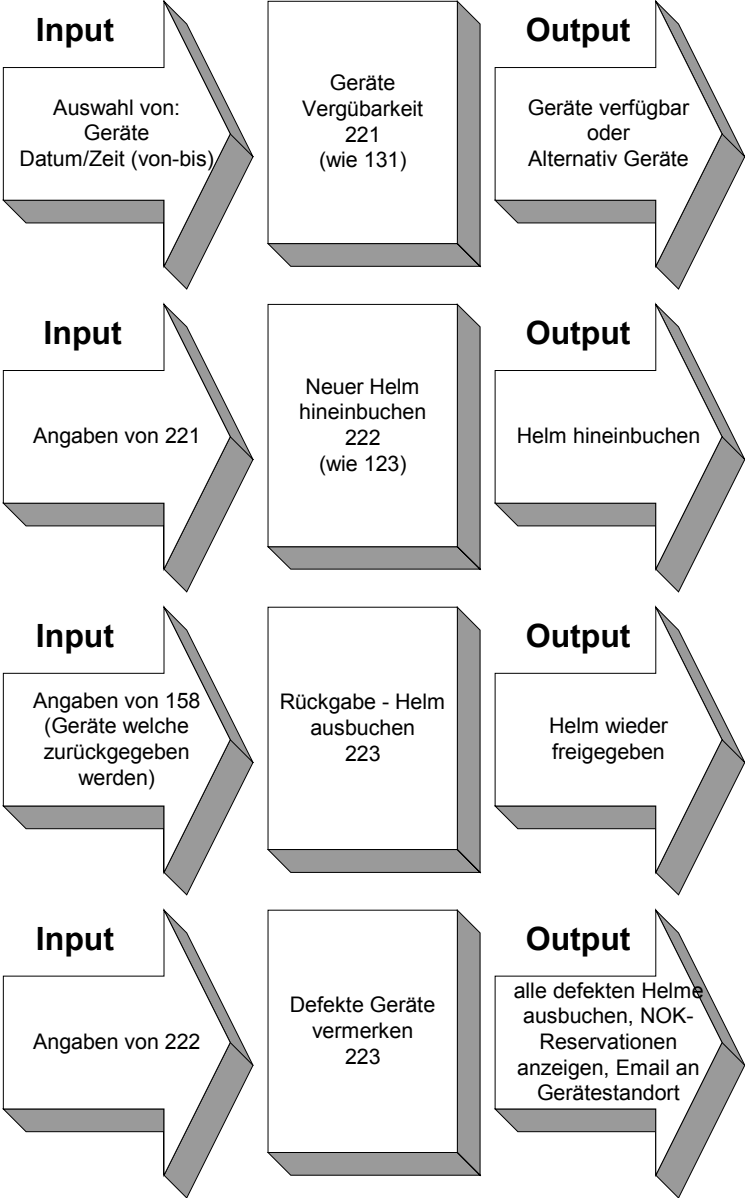 Input
Auswahl von:
Geräte
Datum/Zeit (von-bis)
Geräte
Vergübarkeit
221
(wie 131)
Output
Geräte verfügbar
oder
Alternativ Geräte
Input
Angaben von 221
Neuer Helm
hineinbuchen
222
(wie 123)
Output
Helm hineinbuchen
Input
Angaben von 158
(Geräte welche
zurückgegeben
werden)
Rückgabe - Helm
ausbuchen
223
Output
Helm wieder
freigegeben
Input
Angaben von 222
Defekte Geräte
vermerken
223
Output
alle defekten Helme
ausbuchen, NOK-
Reservationen
anzeigen, Email an
Gerätestandort